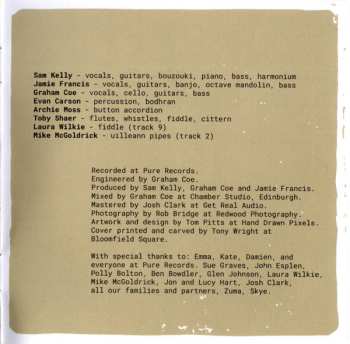 Sam Kelly - vocals, guitars, bouzouki, piano, bass, harmonium
Jamie Francis - vocals, guitars, banjo, octave mandolin, bass
Graham Coe - vocals, cello, guitars, bass
Evan Carson - percussion, bodhran
Archie Moss - button accordion
Toby Shaer - flutes, whistles, fiddle, cittern
Laura Wilkie - fiddle (track 9)
Mike McGoldrick - uilleann pipes (track 2)
Recorded at Pure Records.
Engineered by Graham Coe.
Produced by Sam Kelly, Graham Coe and Jamie Francis.
Mixed by Graham Coe at Chamber Studio, Edinburgh.
Mastered by Josh Clark at Get Real Audio.
Photography by Rob Bridge at Redwood Photography.
Artwork and design by Tom Pitts at Hand Drawn Pixels.
Cover printed and carved by Tony Wright at
Bloomfield Square.
With special thanks to: Emma, Kate, Damien, and
everyone at Pure Records. Sue Graves, John Esplen,
Polly Bolton, Ben Bowdler, Glen Johnson, Laura Wilkie,
Mike McGoldrick, Jon and Lucy Hart, Josh Clark,
all our families and partners, Zuma, Skye.